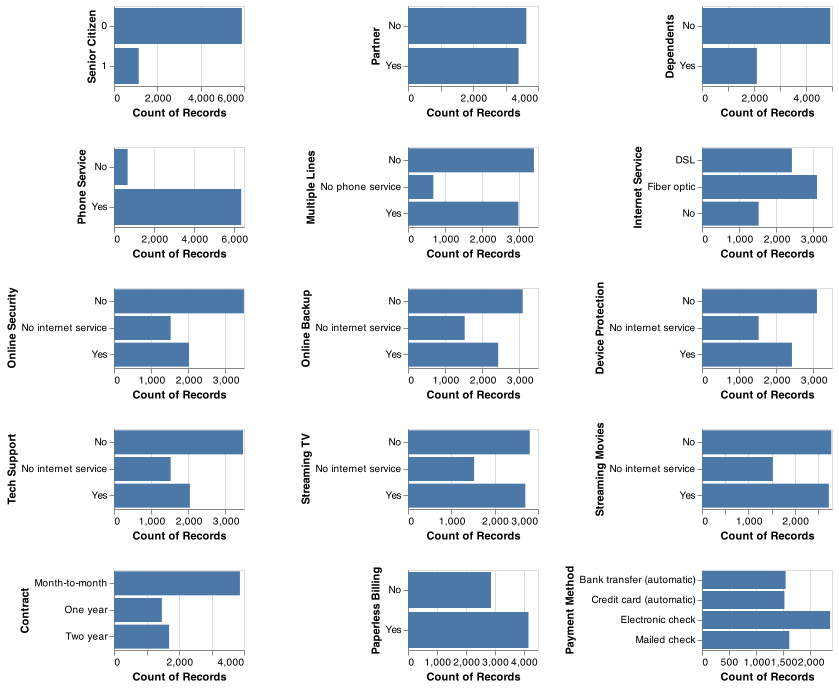 Senior Citizen
0
1
0 2,000 4,000 6,000
Count of Records
Partner
No
Yes
0 2,000 4,000
Count of Records
Dependents
No
Yes
0 2,000 4,000
Count of Records
Phone Service
No
Yes
0 2,000 4,000 6,000
Count of Records
Multiple Lines
No
No phone service
Yes
0 1,000 2,000 3,000
Count of Records
Internet Service
DSL
Fiber optic
No
0 1,000 2,000 3,000
Count of Records
Online Security
No
No internet service
Yes
0 1,000 2,000 3,000
Count of Records
Online Backup
No
No internet service
Yes
0 1,000 2,000 3,000
Count of Records
Device Protection
No
No internet service
Yes
0 1,000 2,000 3,000
Count of Records
Tech Support
No
No internet service
Yes
0 1,000 2,000 3,000
Count of Records
Streaming TV
No
No internet service
Yes
0 1,000 2,000 3,000
Count of Records
Streaming Movies
No
No internet service
Yes
0 1,000 2,000
Count of Records
Contract
Month-to-month
One year
Two year
0 2,000 4,000
Count of Records
Paperless Billing
No
Yes
0 1,000 2,000 3,000 4,000
Count of Records
Payment Method
Bank transfer (automatic)
Credit card (automatic)
Electronic check
Mailed check
0 500 1,000 1,500 2,000
Count of Records